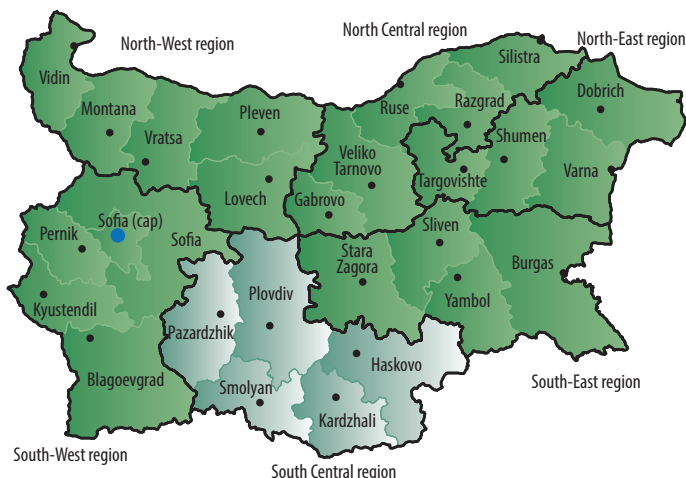 North Central region
North-West region
North-East region
Silistra
Vidin
Dobrich
Montana
Pleven
Ruse
Razgrad
Vratsa
Shumen
Veliko
Tarnovo
Varna
Targovishte
Lovech
Gabrovo
Sofia (cap)
Pernik
Sofia
Sliven
Stara
Zagora
Burgas
Plovdiv
Yambol
Kyustendil
Pazardzhik
Haskovo
Blagoevgrad
Smolyan
South-East region
Kardzhali
South-West region
South Central region